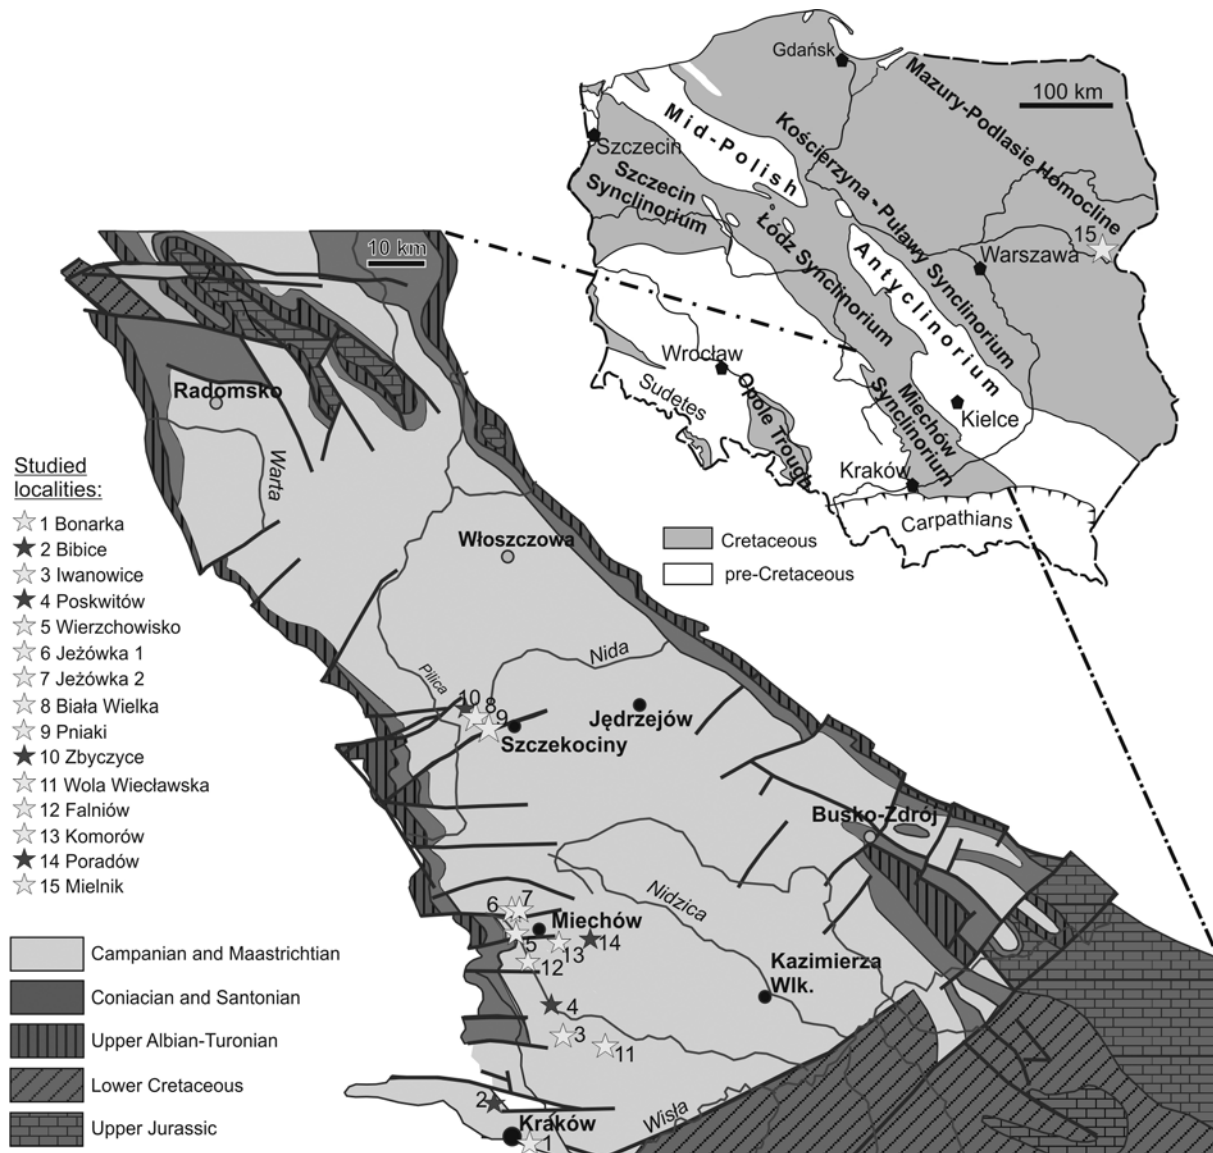 Gdańsk
100 km
Mazury-Podlasie Homocline
Mid-Polish
Szczecin
Kościerzyna - Puławy Synclinorium
Szczecin
Synclinorium
Łódź Synclinorium
15
Warszawa
Antyclinorium
10 km
Wrocław
Sudetes
Opole Trough
Miechów
Synclinorium
Kielce
Kraków
Carpathians
Cretaceous
pre-Cretaceous
Radomsko
Warta
Włoszczowa
Nida
Pilica
10
8
9
Szczekociny
Jędrzejów
Busko-Zdrój
Nidzica
6
7
Miechów
5
13
14
12
Kazimierza
Wlk.
4
3
11
2
Kraków
1
Wisła
Studied
localities:
1 Bonarka
2 Bibice
3 Iwanowice
4 Poskwitów
5 Wierzchowisko
6 Jeżówka 1
7 Jeżówka 2
8 Biała Wielka
9 Pniaki
10 Zbyczyce
11 Wola Więcławska
12 Falniów
13 Komorów
14 Poradów
15 Mielnik
Campanian and Maastrichtian
Coniacian and Santonian
Upper Albian-Turonian
Lower Cretaceous
Upper Jurassic